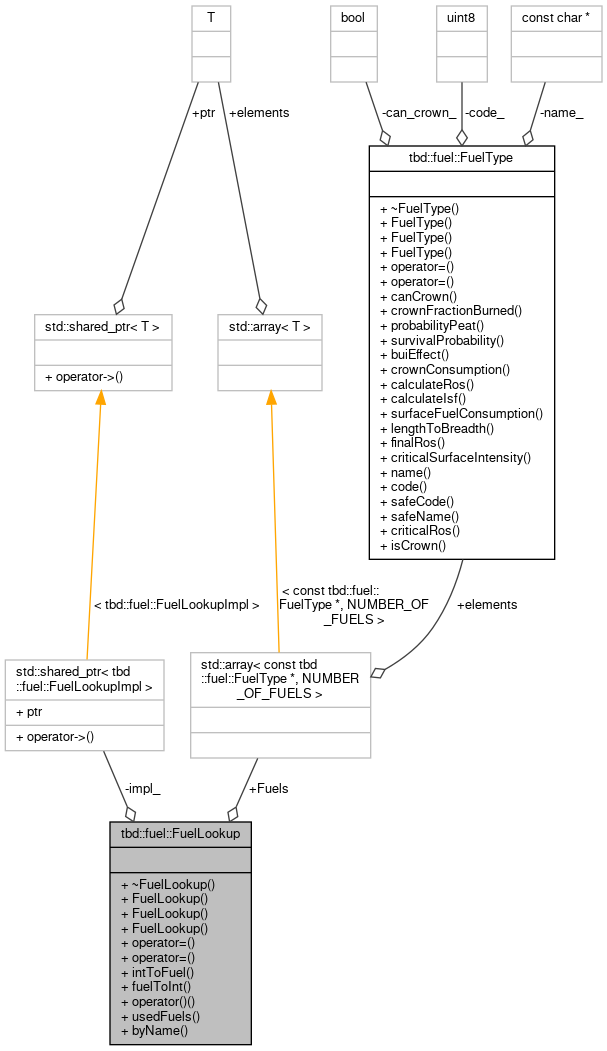 T
bool
uint8
const char *
+ptr
+elements
-can_crown_
-code_
-name_
tbd::fuel::FuelType
+ ~FuelType()
+ FuelType()
+ FuelType()
+ FuelType()
+ operator=()
+ operator=()
+ canCrown()
+ crownFractionBurned()
+ probabilityPeat()
+ survivalProbability()
+ buiEffect()
+ crownConsumption()
+ calculateRos()
+ calculateIsf()
+ surfaceFuelConsumption()
+ lengthToBreadth()
+ finalRos()
+ criticalSurfaceIntensity()
+ name()
+ code()
+ safeCode()
+ safeName()
+ criticalRos()
+ isCrown()
std::shared_ptr< T >
+ operator->()
std::array< T >
< tbd::fuel::FuelLookupImpl >
< const tbd::fuel::
FuelType *, NUMBER_OF
_FUELS >
+elements
std::shared_ptr< tbd
::fuel::FuelLookupImpl >
+ ptr
+ operator->()
std::array< const tbd
::fuel::FuelType *, NUMBER
_OF_FUELS >
-impl_
+Fuels
tbd::fuel::FuelLookup
+ ~FuelLookup()
+ FuelLookup()
+ FuelLookup()
+ FuelLookup()
+ operator=()
+ operator=()
+ intToFuel()
+ fuelToInt()
+ operator()()
+ usedFuels()
+ byName()